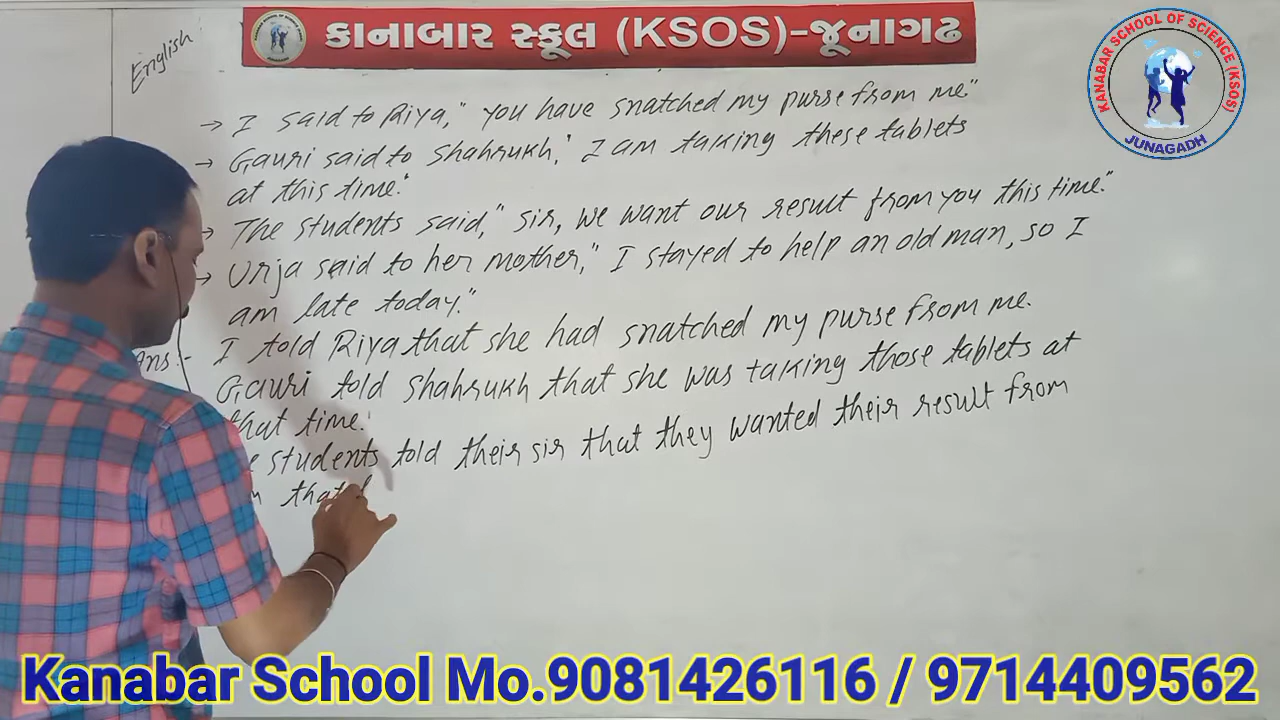 કાનાબાર સ્કૂલ (KSOS)-જૂનાગઢ
KANABAR SCHOOL OF SCIENCE (KSOS)
JUNAGADH
English
→ I said to Riya," you have snatched my purse from me."
→ Gauri said to Shahrukh," I am taking these tablets
at this time."
→ The students said," Sir, we want our result from you this time."
→ Urja said to her mother," I stayed to help an old man, so I
am late today."
Ans:- I told Riya that she had snatched my purse from me.
Gauri told Shahrukh that she was taking those tablets at
that time.
students told their sir that they wanted their result from
that
Kanabar School Mo.9081426116 / 9714409562